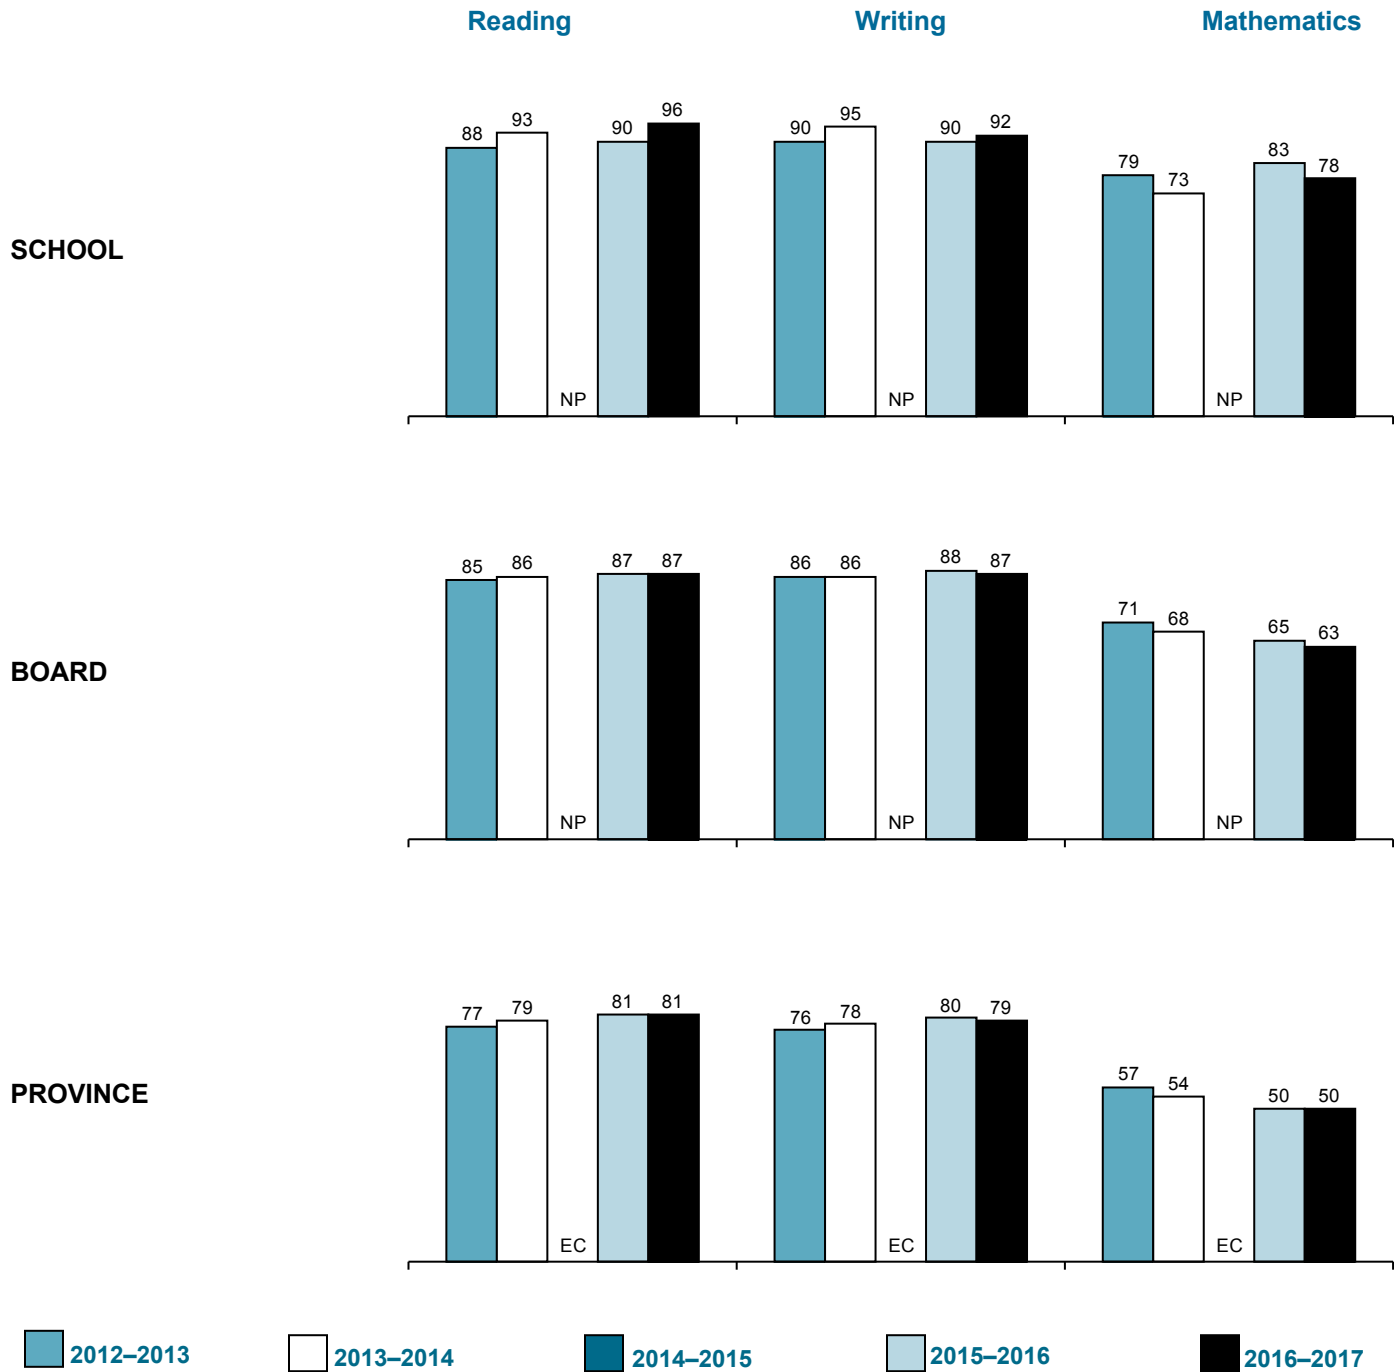 Reading Writing Mathematics
SCHOOL
88 93 NP 90 96
90 95 NP 90 92
79 73 NP 83 78
BOARD
85 86 NP 87 87
86 86 NP 88 87
71 68 NP 65 63
PROVINCE
77 79 EC 81 81
76 78 EC 80 79
57 54 EC 50 50
2012–2013 2013–2014 2014–2015 2015–2016 2016–2017